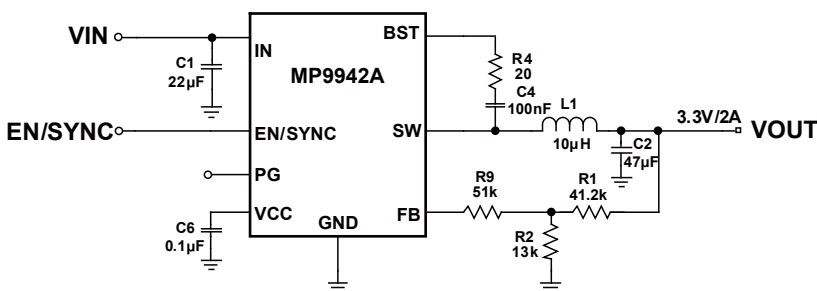 VIN
C1
22µF
IN
MP9942A
BST
R4
20
C4
100nF
L1
10µH
3.3V/2A
VOUT
C2
47µF
EN/SYNC
EN/SYNC
SW
PG
R9
51k
R1
41.2k
VCC
GND
FB
C6
0.1µF
R2
13k